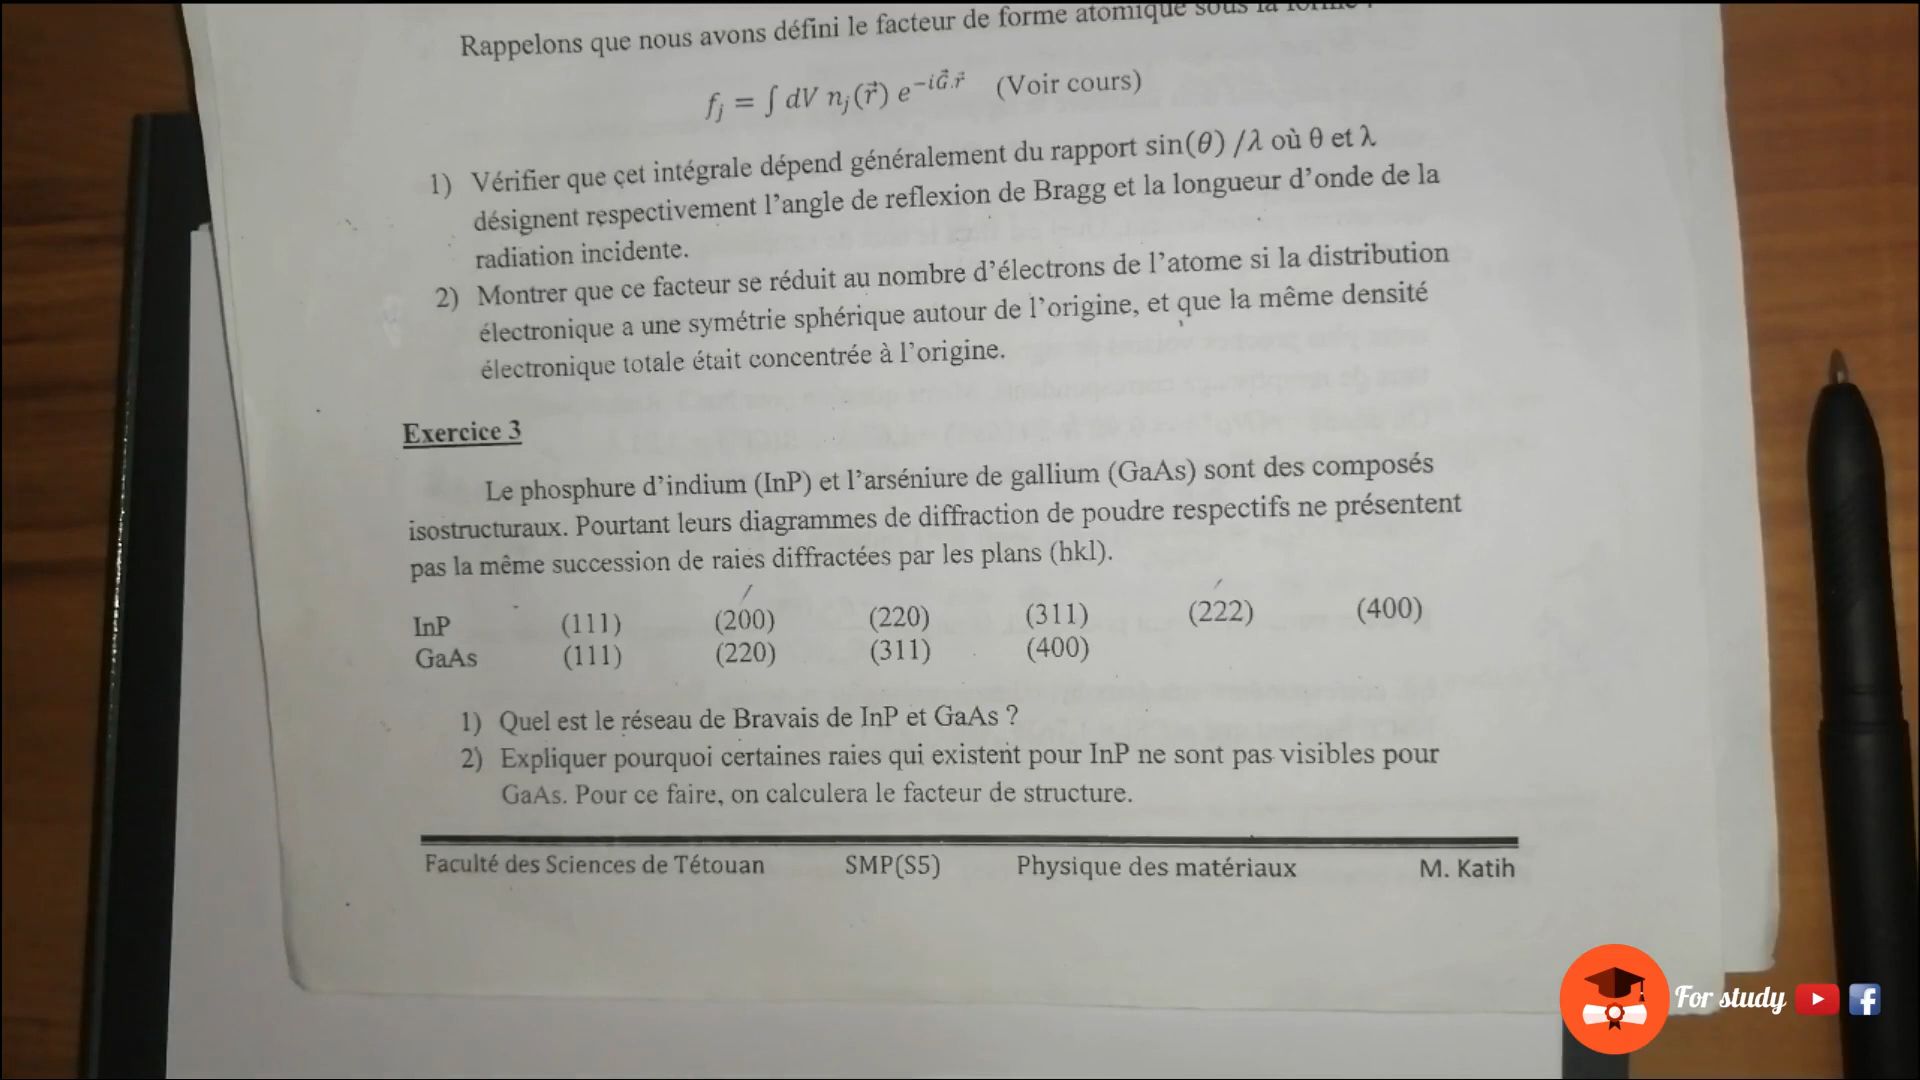 Rappelons que nous avons défini le facteur de forme atomique sous la forme :
f_j = ∫ dV n_j(r⃗) e^{-iG⃗.r⃗} (Voir cours)
1) Vérifier que çet intégrale dépend généralement du rapport sin(θ) /λ où θ et λ
désignent respectivement l'angle de reflexion de Bragg et la longueur d'onde de la
radiation incidente.
2) Montrer que ce facteur se réduit au nombre d'électrons de l'atome si la distribution
électronique a une symétrie sphérique autour de l'origine, et que la même densité
électronique totale était concentrée à l'origine.
Exercice 3
Le phosphure d'indium (InP) et l'arséniure de gallium (GaAs) sont des composés
isostructuraux. Pourtant leurs diagrammes de diffraction de poudre respectifs ne présentent
pas la même succession de raies diffractées par les plans (hkl).
InP (111) (200) (220) (311) (222) (400)
GaAs (111) (220) (311) (400)
1) Quel est le réseau de Bravais de InP et GaAs ?
2) Expliquer pourquoi certaines raies qui existent pour InP ne sont pas visibles pour
GaAs. Pour ce faire, on calculera le facteur de structure.
Faculté des Sciences de Tétouan SMP(S5) Physique des matériaux M. Katih
For study